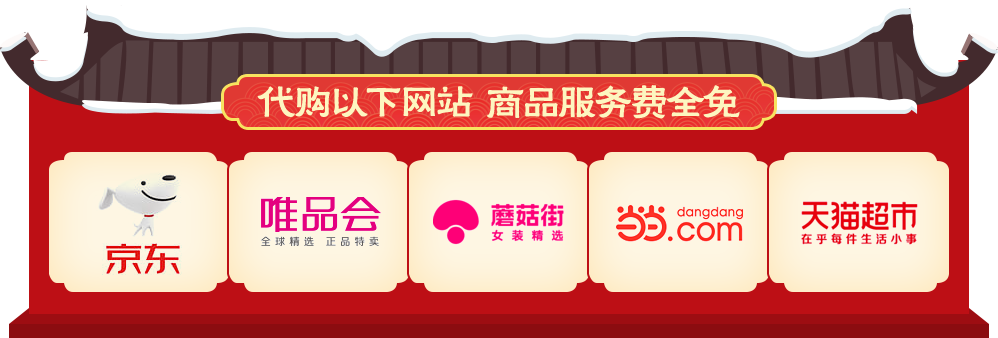 代购以下网站 商品服务费全免
京东
唯品会
全球精选 正品特卖
蘑菇街
女装精选
当当
dangdang
.com
天猫超市
在乎每件生活小事